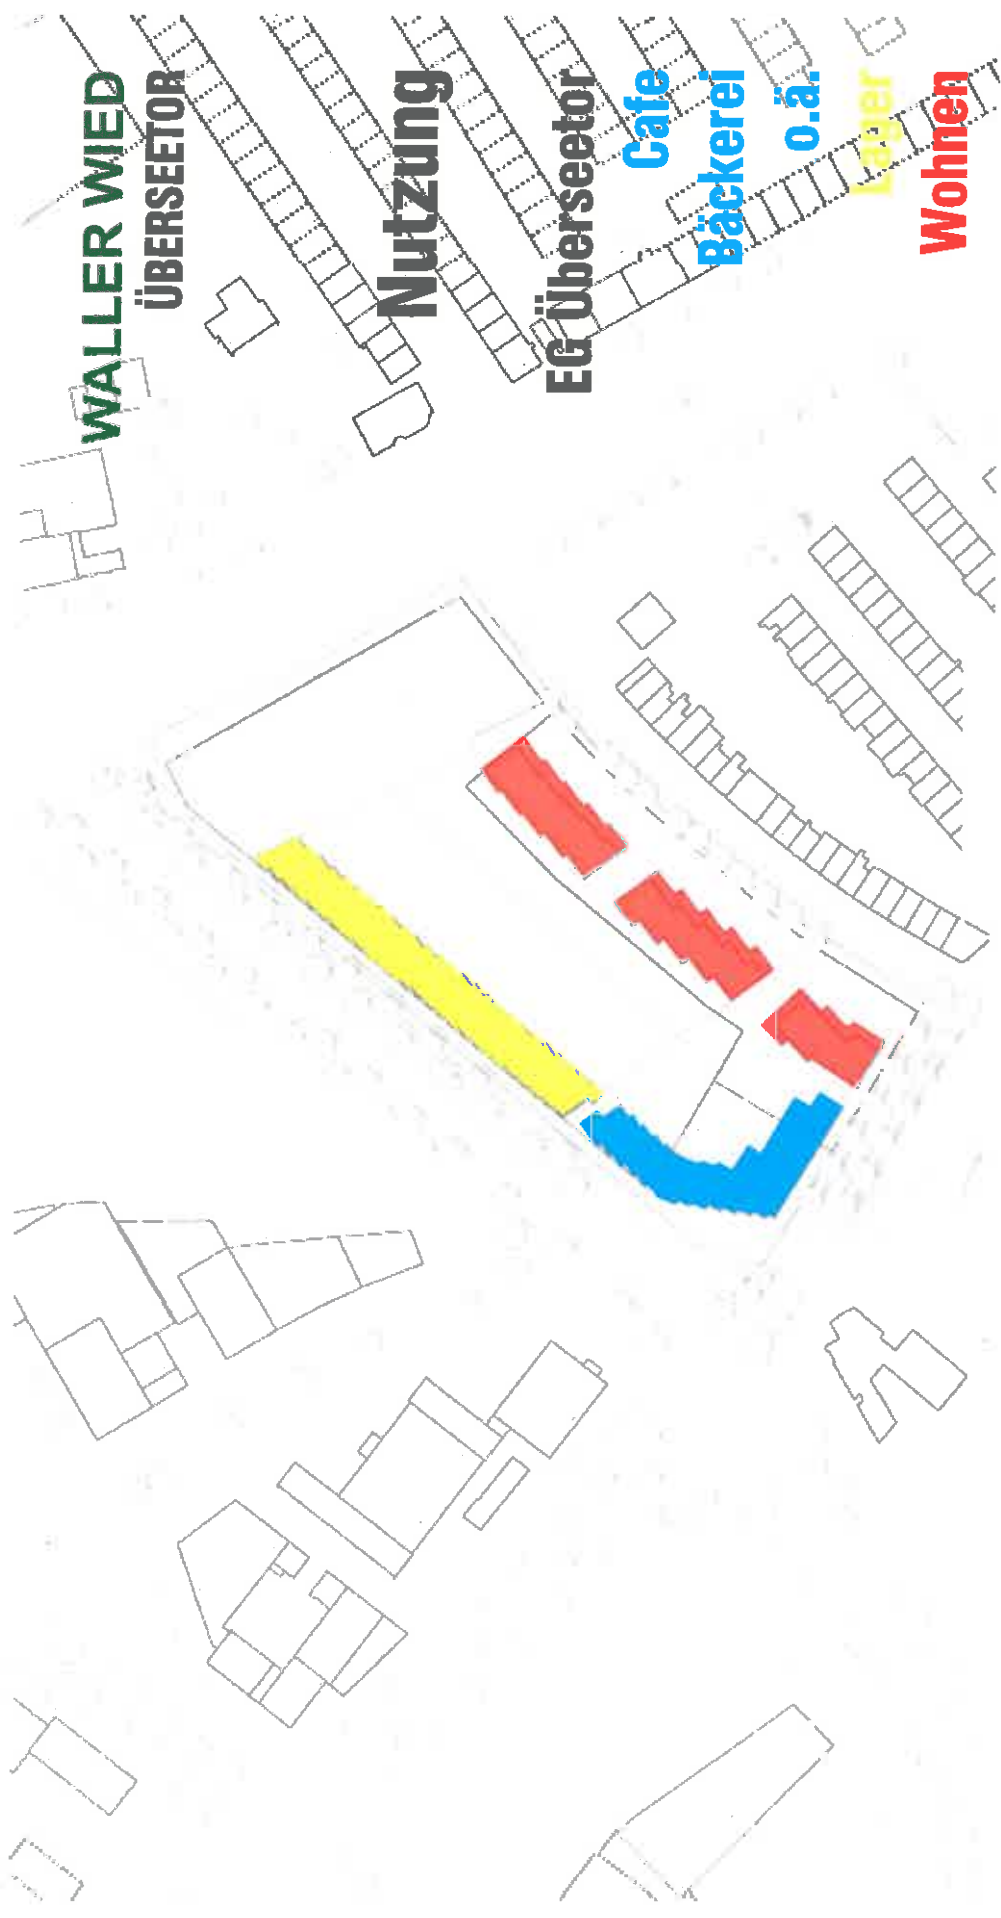 WALLER WIED
ÜBERSEETOR
Nutzung
EG Überseetor
Cafe
Bäckerei
o.ä.
Lager
Wohnen